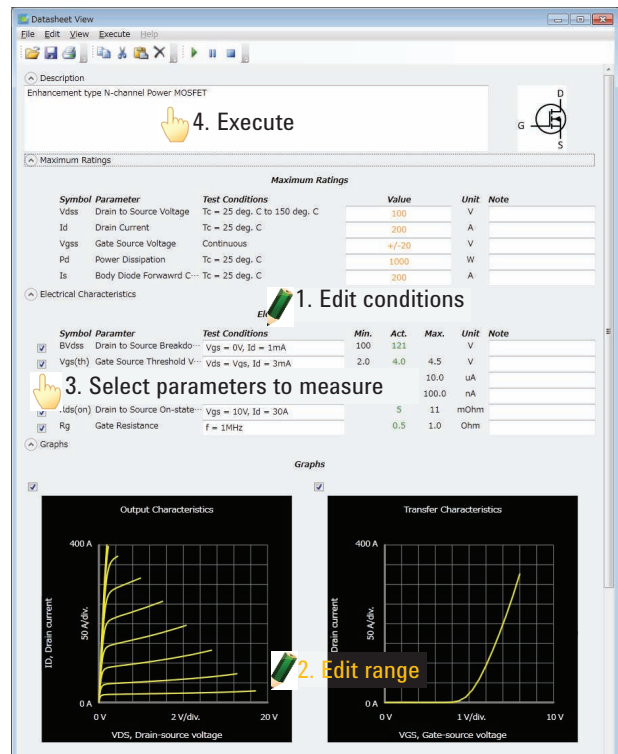 Datasheet View
File Edit View Execute Help
Description
Enhancement type N-channel Power MOSFET
D
G
S
4. Execute
Maximum Ratings
Maximum Ratings
Symbol Parameter Test Conditions Value Unit Note
Vdss Drain to Source Voltage Tc = 25 deg. C to 150 deg. C 100 V
Id Drain Current Tc = 25 deg. C 200 A
Vgss Gate Source Voltage Continuous +/-20 V
Pd Power Dissipation Tc = 25 deg. C 1000 W
Is Body Diode Forwawrd C··· Tc = 25 deg. C 200 A
Electrical Characteristics
1. Edit conditions
Symbol Paramter Test Conditions Min. Act. Max. Unit Note
BVdss Drain to Source Breakdo··· Vgs = 0V, Id = 1mA 100 121 V
Vgs(th) Gate Source Threshold V··· Vds = Vgs, Id = 3mA 2.0 4.0 4.5 V
10.0 uA
3. Select parameters to measure
100.0 nA
Drain to Source On-state··· Vgs = 10V, Id = 30A 5 11 mOhm
Rg Gate Resistance f = 1MHz 0.5 1.0 Ohm
Graphs
Graphs
Output Characteristics
400 A
ID, Drain current
50 A/div.
0 A
0 V 2 V/div. 20 V
VDS, Drain-source voltage
2. Edit range
Transfer Characteristics
400 A
ID, Drain current
50 A/div.
0 A
0 V 1 V/div. 10 V
VGS, Gate-source voltage